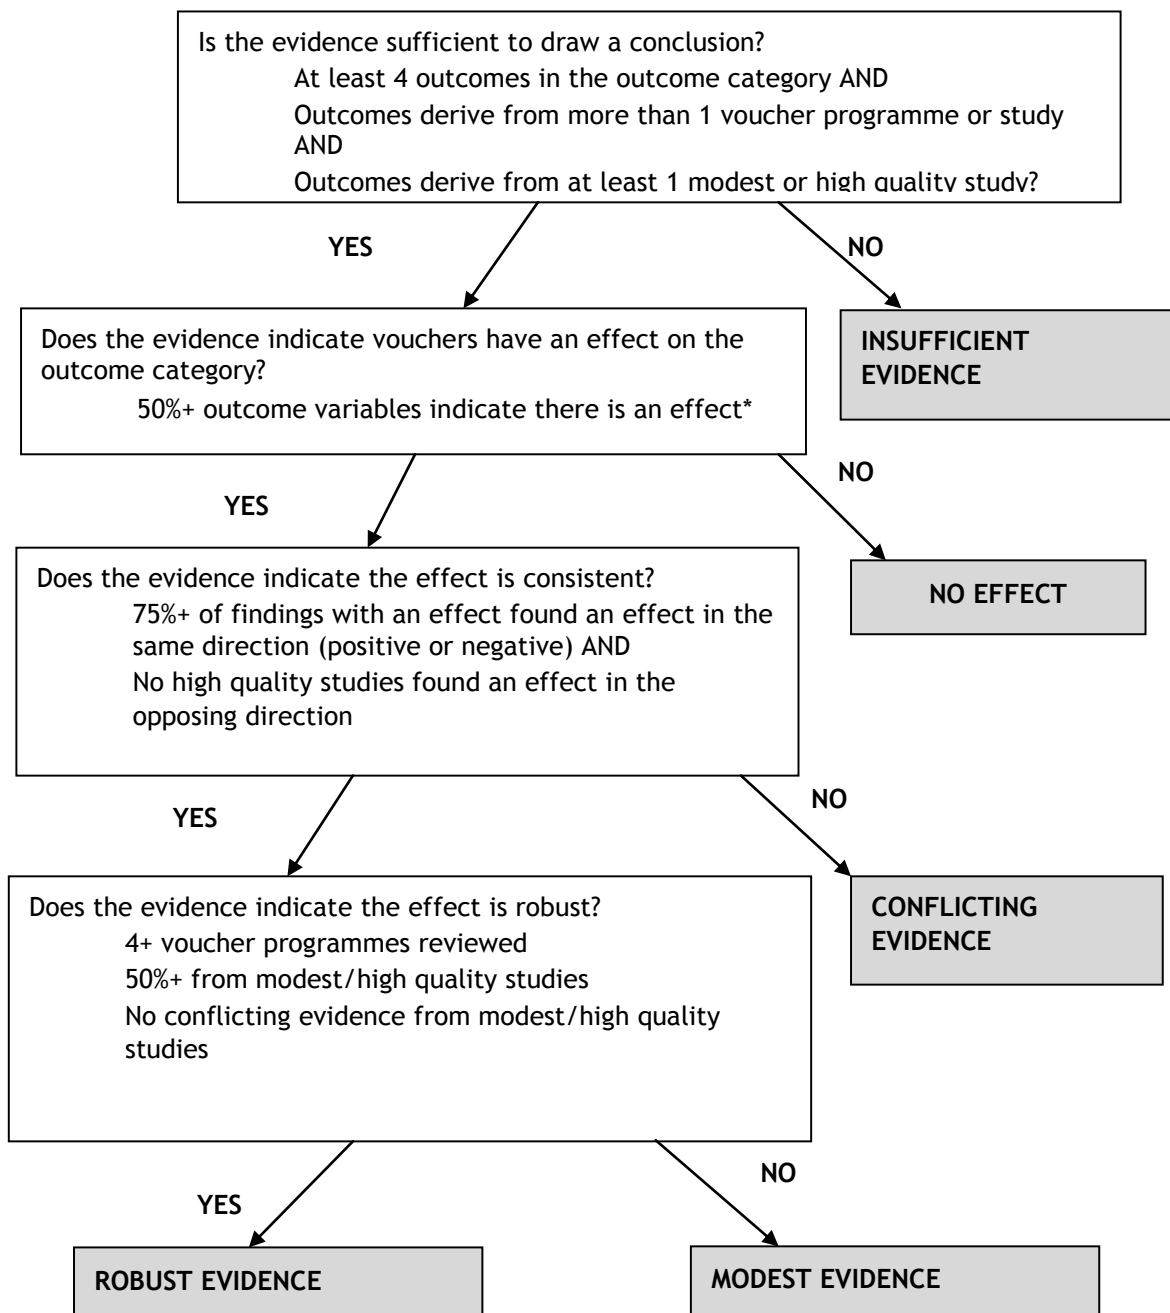 Is the evidence sufficient to draw a conclusion?
At least 4 outcomes in the outcome category AND
Outcomes derive from more than 1 voucher programme or study
AND
Outcomes derive from at least 1 modest or high quality study?
YES
NO
Does the evidence indicate vouchers have an effect on the
outcome category?
50%+ outcome variables indicate there is an effect*
INSUFFICIENT
EVIDENCE
YES
NO
Does the evidence indicate the effect is consistent?
75%+ of findings with an effect found an effect in the
same direction (positive or negative) AND
No high quality studies found an effect in the
opposing direction
NO EFFECT
YES
NO
Does the evidence indicate the effect is robust?
4+ voucher programmes reviewed
50%+ from modest/high quality studies
No conflicting evidence from modest/high quality
studies
CONFLICTING
EVIDENCE
YES
NO
ROBUST EVIDENCE
MODEST EVIDENCE